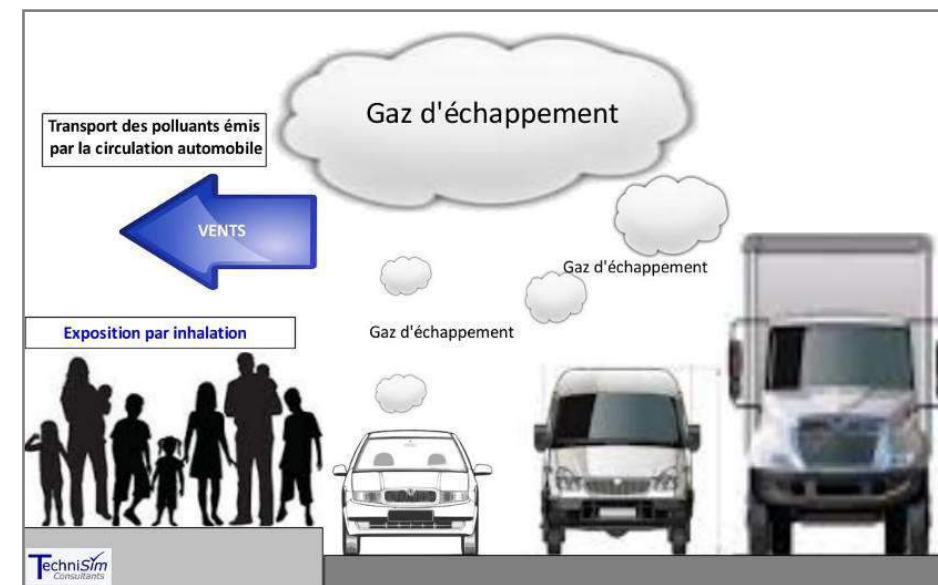 Gaz d'échappement
Transport des polluants émis
par la circulation automobile
VENTS
Gaz d'échappement
Exposition par inhalation
Gaz d'échappement
TechniSim
Consultants